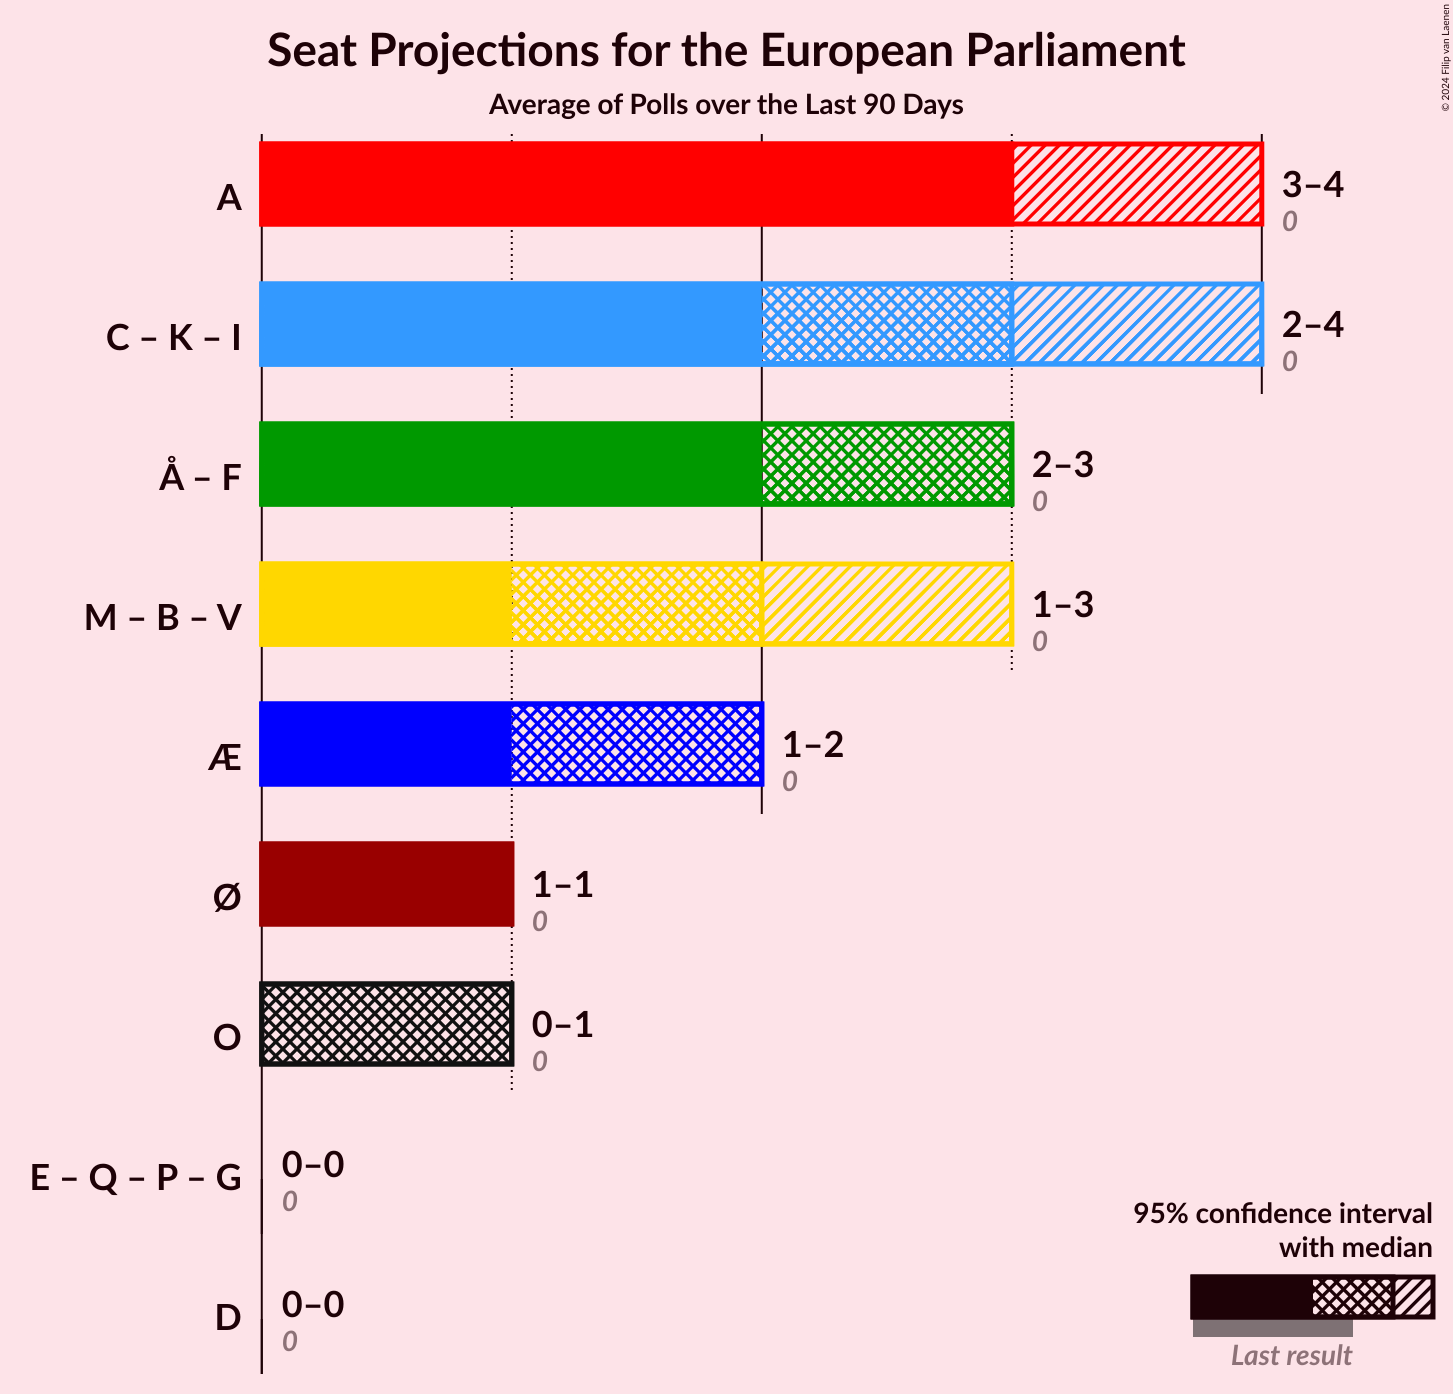 Seat Projections for the European Parliament
Average of Polls over the Last 90 Days
© 2024 Filip van Laenen
A
3–4
0
C – K – I
2–4
0
Å – F
2–3
0
M – B – V
1–3
0
Æ
1–2
0
Ø
1–1
0
O
0–1
0
E – Q – P – G
0–0
0
D
0–0
0
95% confidence interval
with median
Last result